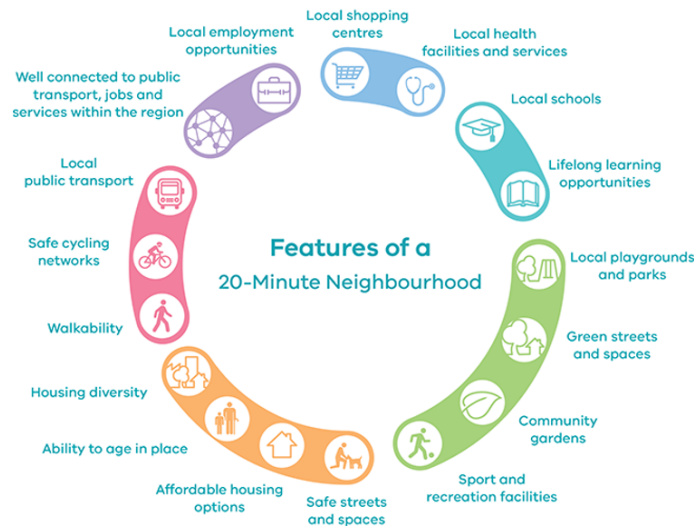 Features of a
20-Minute Neighbourhood
Local shopping
centres
Local health
facilities and services
Local schools
Lifelong learning
opportunities
Local playgrounds
and parks
Green streets
and spaces
Community
gardens
Sport and
recreation facilities
Safe streets
and spaces
Affordable housing
options
Ability to age in place
Housing diversity
Walkability
Safe cycling
networks
Local
public transport
Well connected to public
transport, jobs and
services within the region
Local employment
opportunities